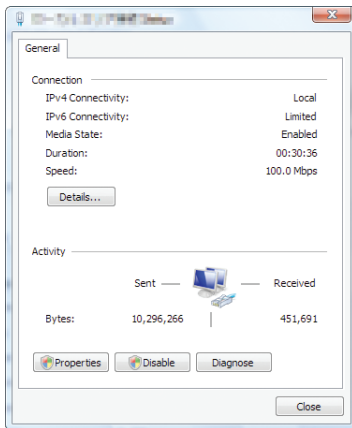 General
Connection
IPv4 Connectivity: Local
IPv6 Connectivity: Limited
Media State: Enabled
Duration: 00:30:36
Speed: 100.0 Mbps
Details...
Activity
Sent Received
Bytes: 10,296,266 451,691
Properties Disable Diagnose
Close